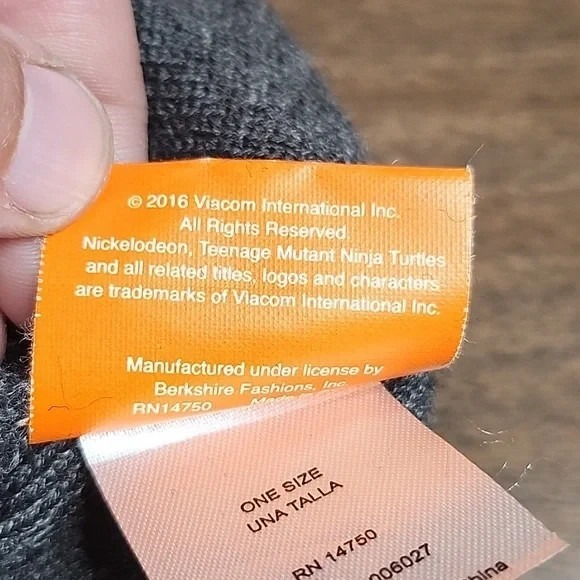 © 2016 Viacom International Inc.
All Rights Reserved.
Nickelodeon, Teenage Mutant Ninja Turtles
and all related titles, logos and characters
are trademarks of Viacom International Inc.
Manufactured under license by
Berkshire Fashions, Inc.
RN14750 Made
ONE SIZE
UNA TALLA
RN 14750
006027